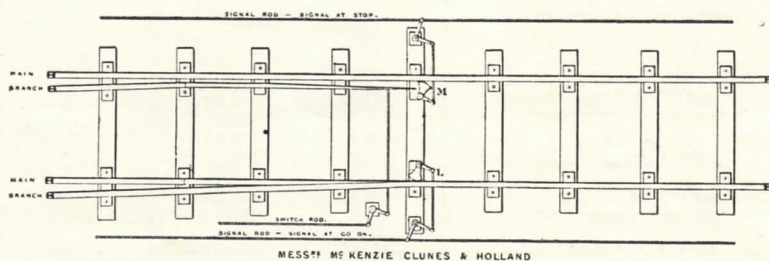 SIGNAL ROD — SIGNAL AT STOP.
MAIN
BRANCH
M
MAIN
L
BRANCH
SWITCH ROD.
SIGNAL ROD — SIGNAL AT GO ON.
MESSRS Mc KENZIE CLUNES & HOLLAND